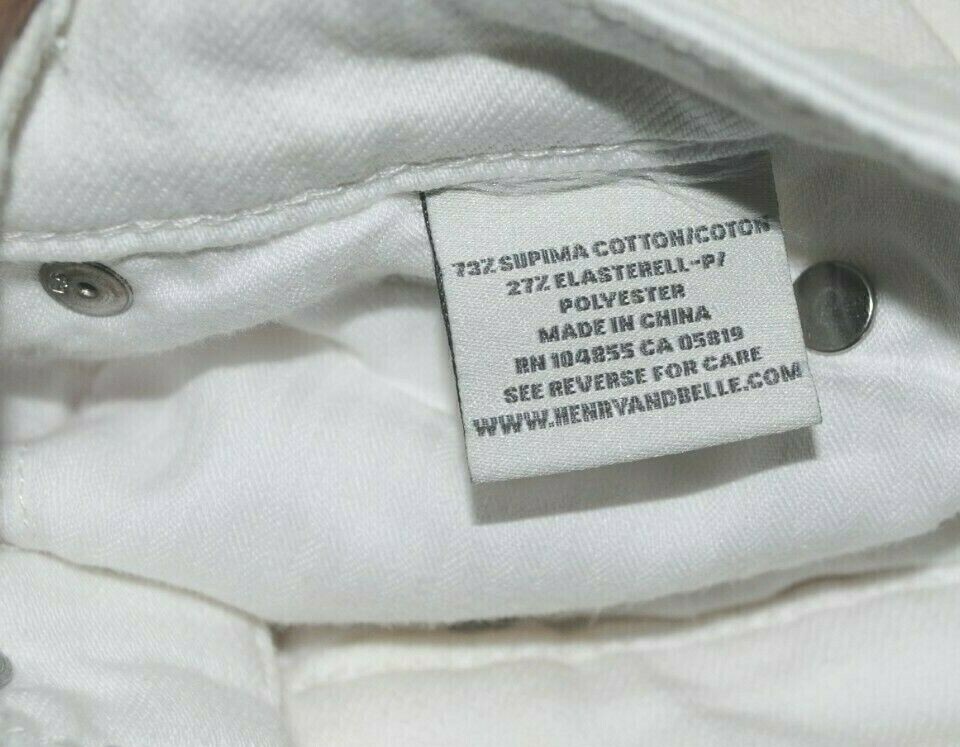 73% SUPIMA COTTON/COTON
27% ELASTERELL-P/
POLYESTER
MADE IN CHINA
RN 104855 CA 05819
SEE REVERSE FOR CARE
WWW.HENRYANDBELLE.COM